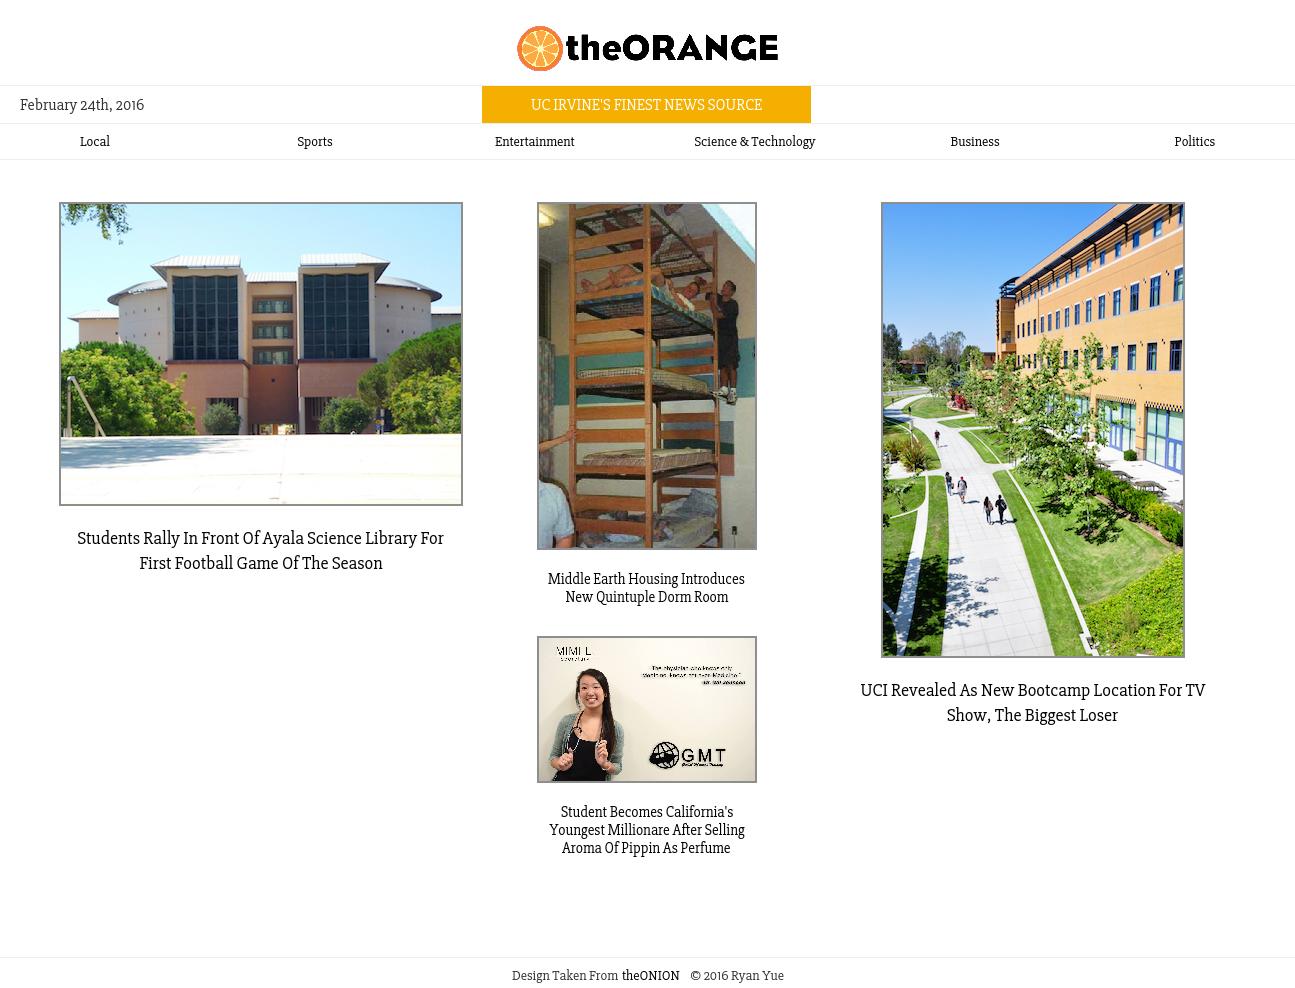 theORANGE
February 24th, 2016
UC IRVINE'S FINEST NEWS SOURCE
Local
Sports
Entertainment
Science & Technology
Business
Politics
Students Rally In Front Of Ayala Science Library For
First Football Game Of The Season
Middle Earth Housing Introduces
New Quintuple Dorm Room
GMT
Student Becomes California's
Youngest Millionare After Selling
Aroma Of Pippin As Perfume
UCI Revealed As New Bootcamp Location For TV
Show, The Biggest Loser
Design Taken From theONION © 2016 Ryan Yue